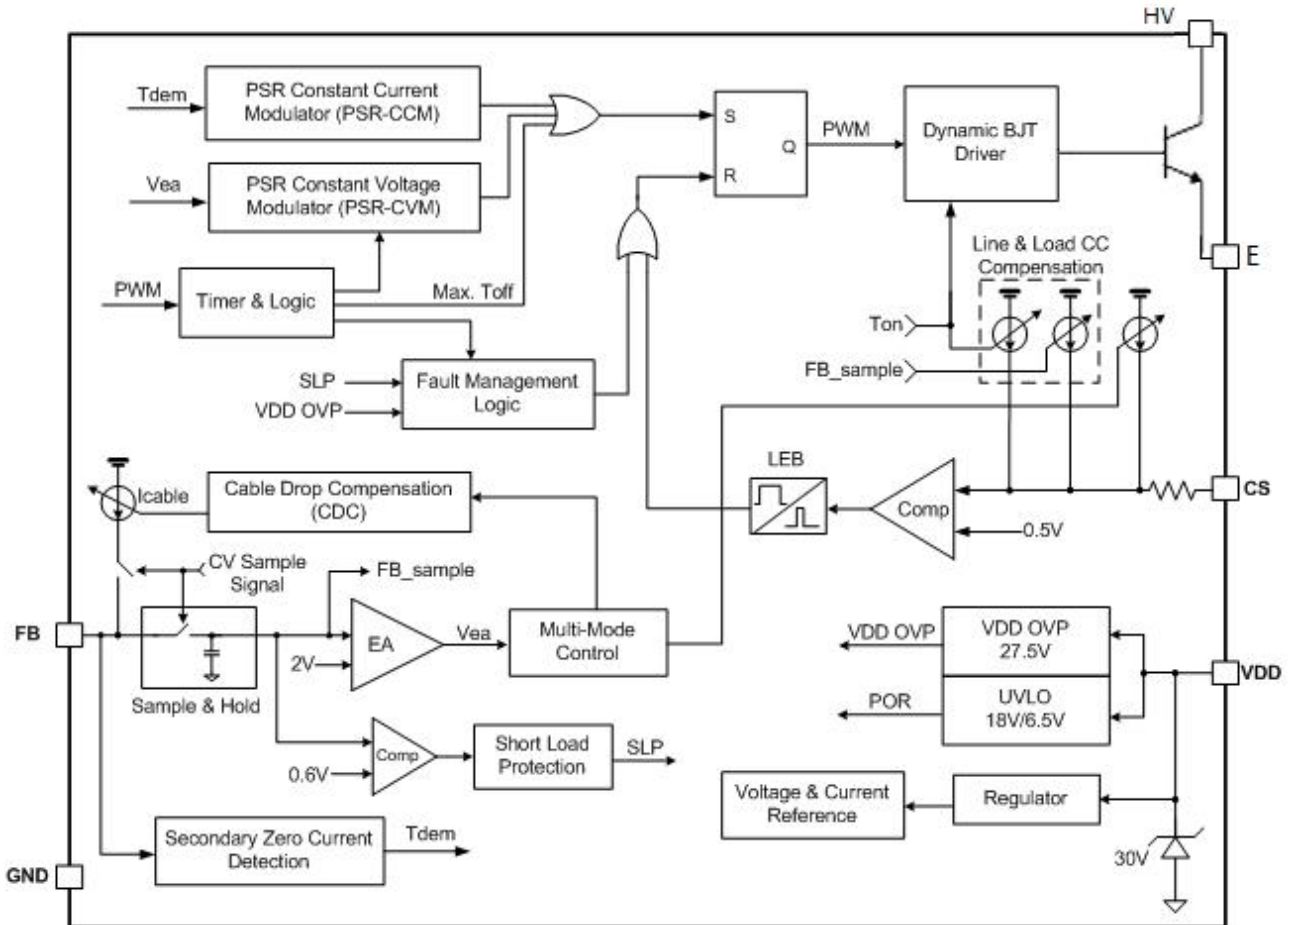 HV
PSR Constant Current
Modulator (PSR-CCM)
Tdem
S
R
Q
PWM
Dynamic BJT
Driver
Vea
PSR Constant Voltage
Modulator (PSR-CVM)
E
Line & Load CC
Compensation
PWM
Timer & Logic
Max. Toff
Ton
FB_sample
SLP
VDD OVP
Fault Management
Logic
LEB
Icable
Cable Drop Compensation
(CDC)
Comp
CS
0.5V
CV Sample
Signal
FB_sample
FB
EA
2V
Vea
Multi-Mode
Control
VDD OVP
VDD OVP
27.5V
VDD
Sample & Hold
POR
UVLO
18V/6.5V
Comp
0.6V
Short Load
Protection
SLP
Voltage & Current
Reference
Regulator
Secondary Zero Current
Detection
Tdem
30V
GND